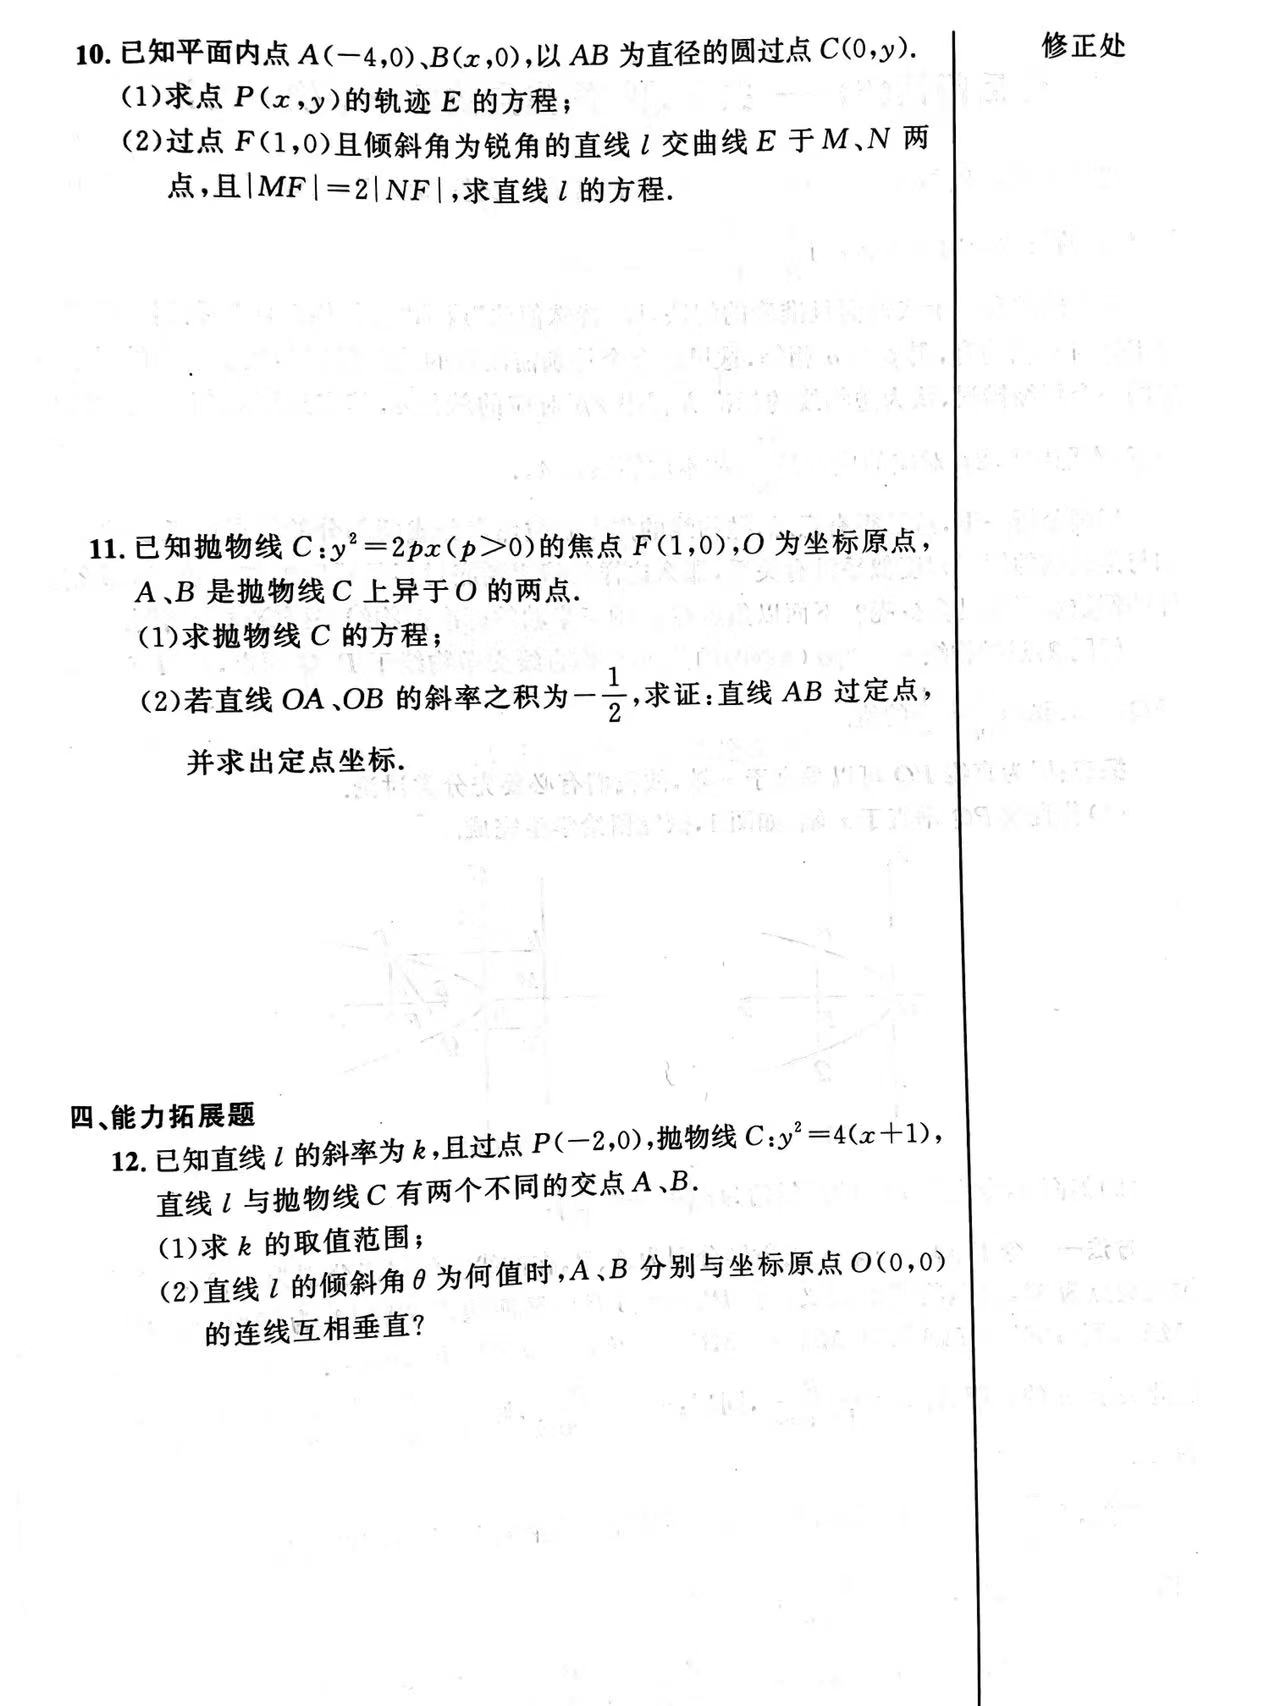 10. 已知平面内点 A(-4,0)、B(x,0),以 AB 为直径的圆过点 C(0,y).
修正处
(1)求点 P(x,y)的轨迹 E 的方程;
(2)过点 F(1,0)且倾斜角为锐角的直线 l 交曲线 E 于 M、N 两
点,且|MF|=2|NF|,求直线 l 的方程.
11. 已知抛物线 C:y²=2px(p>0)的焦点 F(1,0),O 为坐标原点,
A、B 是抛物线 C 上异于 O 的两点.
(1)求抛物线 C 的方程;
(2)若直线 OA、OB 的斜率之积为-1/2,求证:直线 AB 过定点,
并求出定点坐标.
四、能力拓展题
12. 已知直线 l 的斜率为 k,且过点 P(-2,0),抛物线 C:y²=4(x+1),
直线 l 与抛物线 C 有两个不同的交点 A、B.
(1)求 k 的取值范围;
(2)直线 l 的倾斜角 θ 为何值时,A、B 分别与坐标原点 O(0,0)
的连线互相垂直?